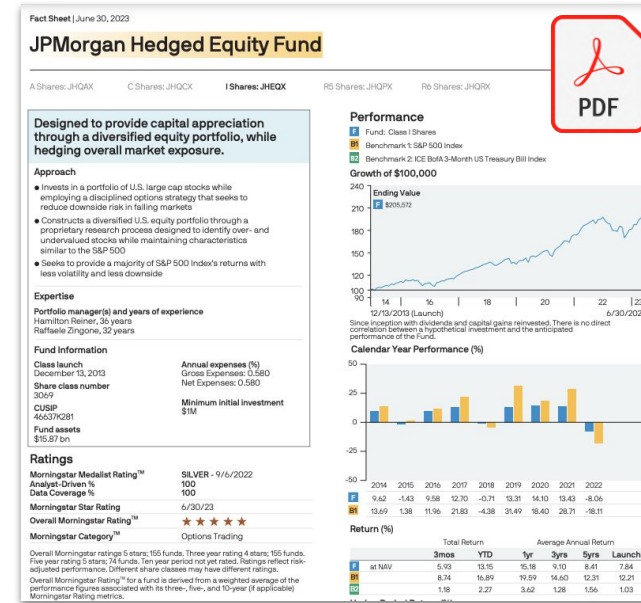 Fact Sheet | June 30, 2023
JPMorgan Hedged Equity Fund
A Shares: JHQAX C Shares: JHQCX I Shares: JHEQX R5 Shares: JHQPX R6 Shares: JHQRX
PDF
Designed to provide capital appreciation
through a diversified equity portfolio, while
hedging overall market exposure.
Approach
● Invests in a portfolio of U.S. large cap stocks while
employing a disciplined options strategy that seeks to
reduce downside risk in falling markets
● Constructs a diversified U.S. equity portfolio through a
proprietary research process designed to identify over- and
undervalued stocks while maintaining characteristics
similar to the S&P 500
● Seeks to provide a majority of S&P 500 Index's returns with
less volatility and less downside
Expertise
Portfolio manager(s) and years of experience
Hamilton Reiner, 36 years
Raffaele Zingone, 32 years
Fund Information
Class launch
December 13, 2013
Share class number
3069
CUSIP
46637K281
Fund assets
$15.87 bn
Annual expenses (%)
Gross Expenses: 0.580
Net Expenses: 0.580
Minimum initial investment
$1M
Ratings
Morningstar Medalist Rating™ SILVER - 9/6/2022
Analyst-Driven % 100
Data Coverage % 100
Morningstar Star Rating 6/30/23
Overall Morningstar Rating™ ★★★★★
Morningstar Category™ Options Trading
Overall Morningstar ratings 5 stars; 155 funds. Three year rating 4 stars; 155 funds.
Five year rating 5 stars; 74 funds. Ten year period not yet rated. Ratings reflect risk-
adjusted performance. Different share classes may have different ratings.
Overall Morningstar Rating™ for a fund is derived from a weighted average of the
performance figures associated with its three-, five-, and 10-year (if applicable)
Morningstar Rating metrics.
Performance
F Fund: Class I Shares
B1 Benchmark 1: S&P 500 Index
B2 Benchmark 2: ICE BofA 3-Month US Treasury Bill Index
Growth of $100,000
240
210
180
150
120
100
90
Ending Value
F $205,572
14 16 18 20 22 23
12/13/2013 (Launch) 6/30/202
Since inception with dividends and capital gains reinvested. There is no direct
correlation between a hypothetical investment and the anticipated
performance of the Fund.
Calendar Year Performance (%)
50
25
0
-25
-50
2014 2015 2016 2017 2018 2019 2020 2021 2022
F 9.62 -1.43 9.58 12.70 -0.71 13.31 14.10 13.43 -8.06
B1 13.69 1.38 11.96 21.83 -4.38 31.49 18.40 28.71 -18.11
Return (%)
Total Return Average Annual Return
3mos YTD 1yr 3yrs 5yrs Launch
F at NAV 5.93 13.15 15.18 9.10 8.41 7.84
B1 8.74 16.89 19.59 14.60 12.31 12.21
B2 1.18 2.27 3.62 1.28 1.56 1.03